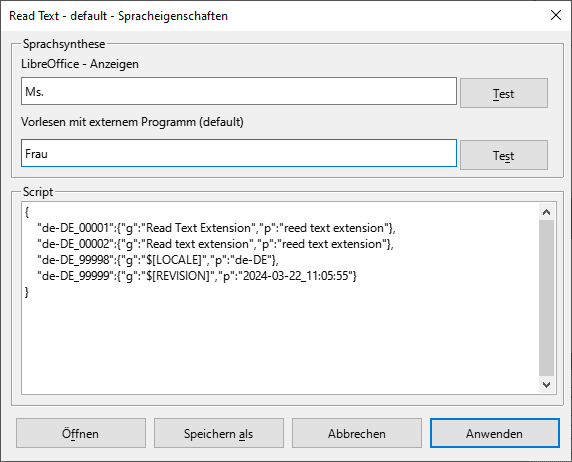 Read Text - default - Spracheigenschaften
Sprachsynthese
LibreOffice - Anzeigen
Ms.
Test
Vorlesen mit externem Programm (default)
Frau
Test
Script
{
    "de-DE_00001":{"g":"Read Text Extension","p":"reed text extension"},
    "de-DE_00002":{"g":"Read text extension","p":"reed text extension"},
    "de-DE_99998":{"g":"$[LOCALE]","p":"de-DE"},
    "de-DE_99999":{"g":"$[REVISION]","p":"2024-03-22_11:05:55"}
}
Öffnen
Speichern als
Abbrechen
Anwenden